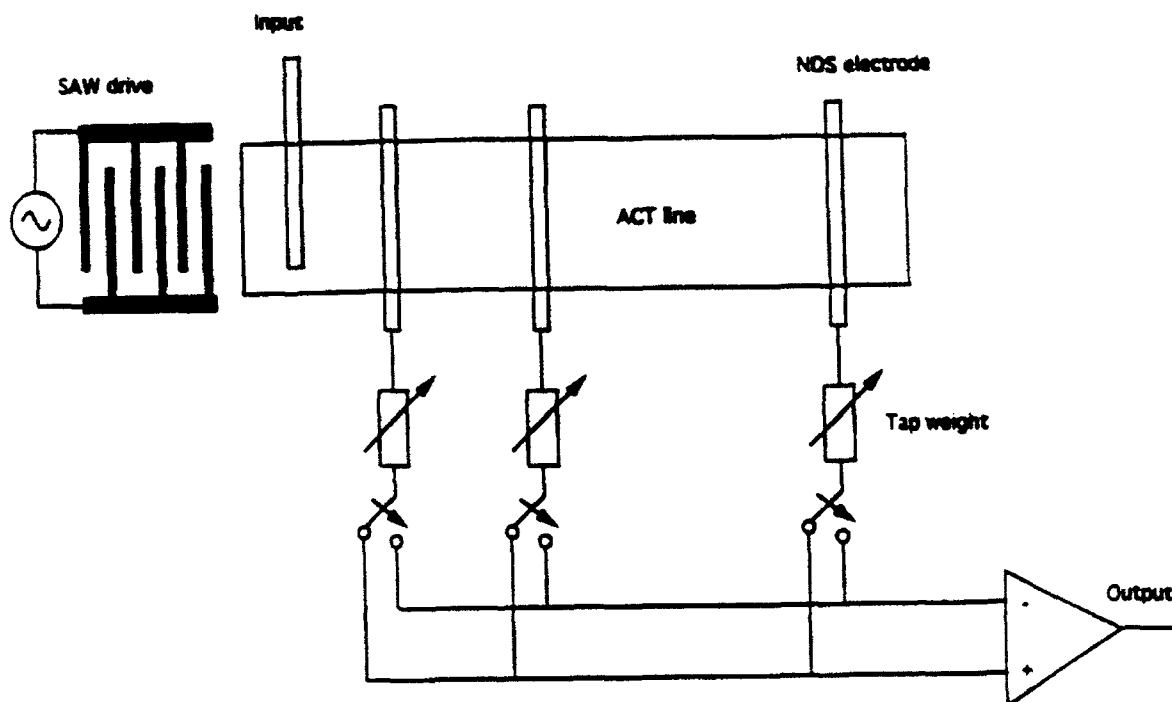 Input
SAW drive
NDS electrode
ACT line
Tap weight
Output
-
+